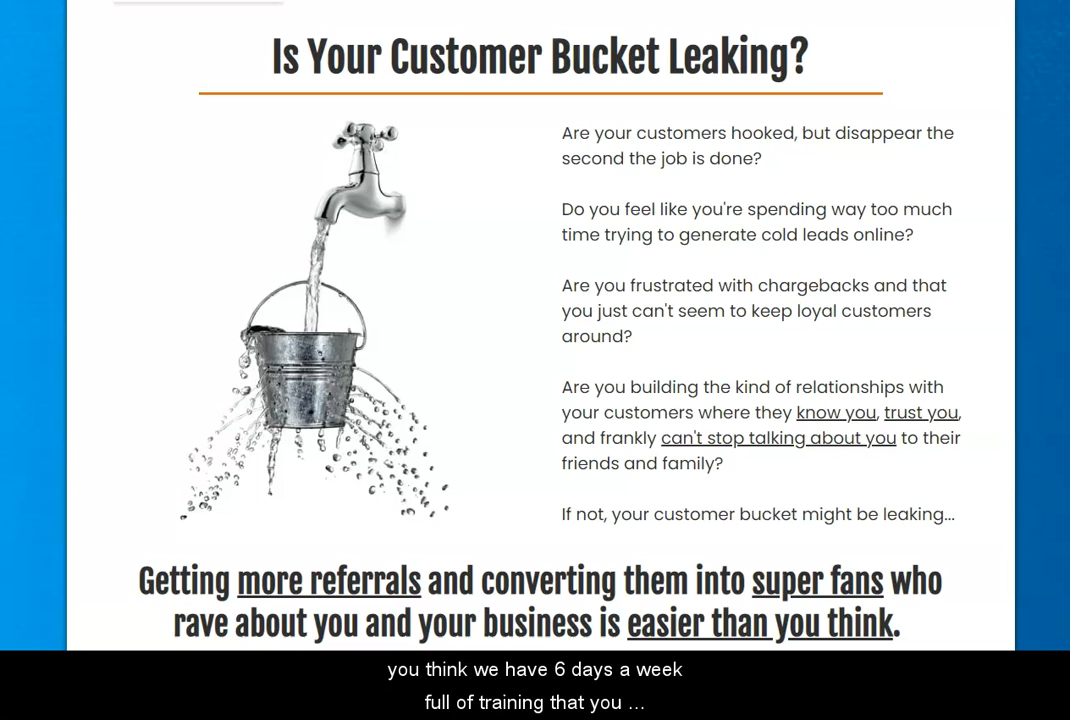 Is Your Customer Bucket Leaking?
Are your customers hooked, but disappear the
second the job is done?
Do you feel like you're spending way too much
time trying to generate cold leads online?
Are you frustrated with chargebacks and that
you just can't seem to keep loyal customers
around?
Are you building the kind of relationships with
your customers where they know you, trust you,
and frankly can't stop talking about you to their
friends and family?
If not, your customer bucket might be leaking...
Getting more referrals and converting them into super fans who
rave about you and your business is easier than you think.
you think we have 6 days a week
full of training that you ...